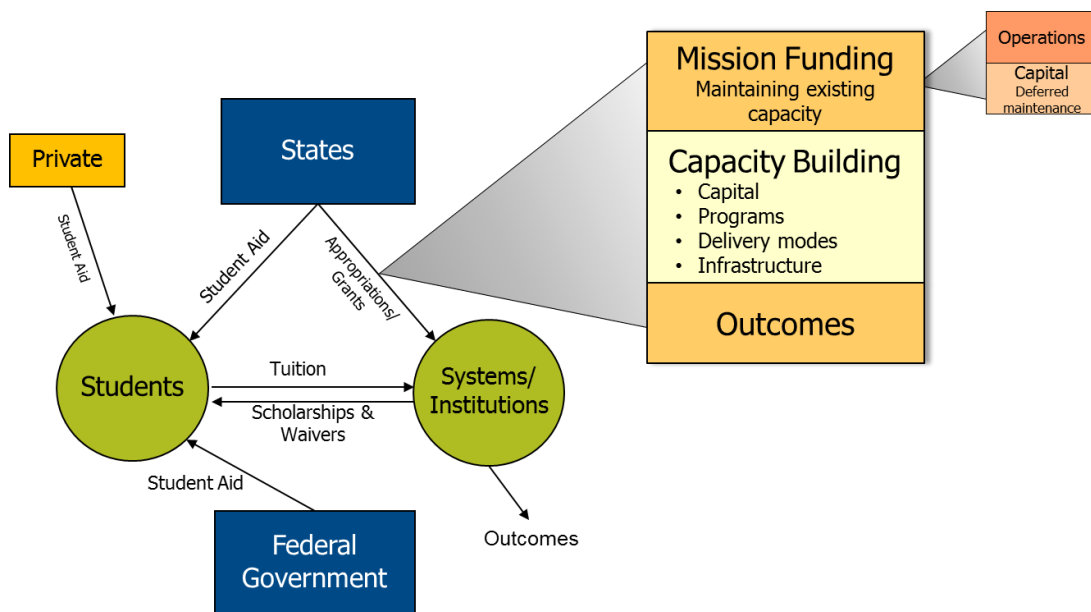 Private
States
Student Aid
Student Aid
Appropriations/
Grants
Students
Tuition
Scholarships &
Waivers
Systems/
Institutions
Student Aid
Federal
Government
Outcomes
Mission Funding
Maintaining existing
capacity
Capacity Building
• Capital
• Programs
• Delivery modes
• Infrastructure
Outcomes
Operations
Capital
Deferred
maintenance